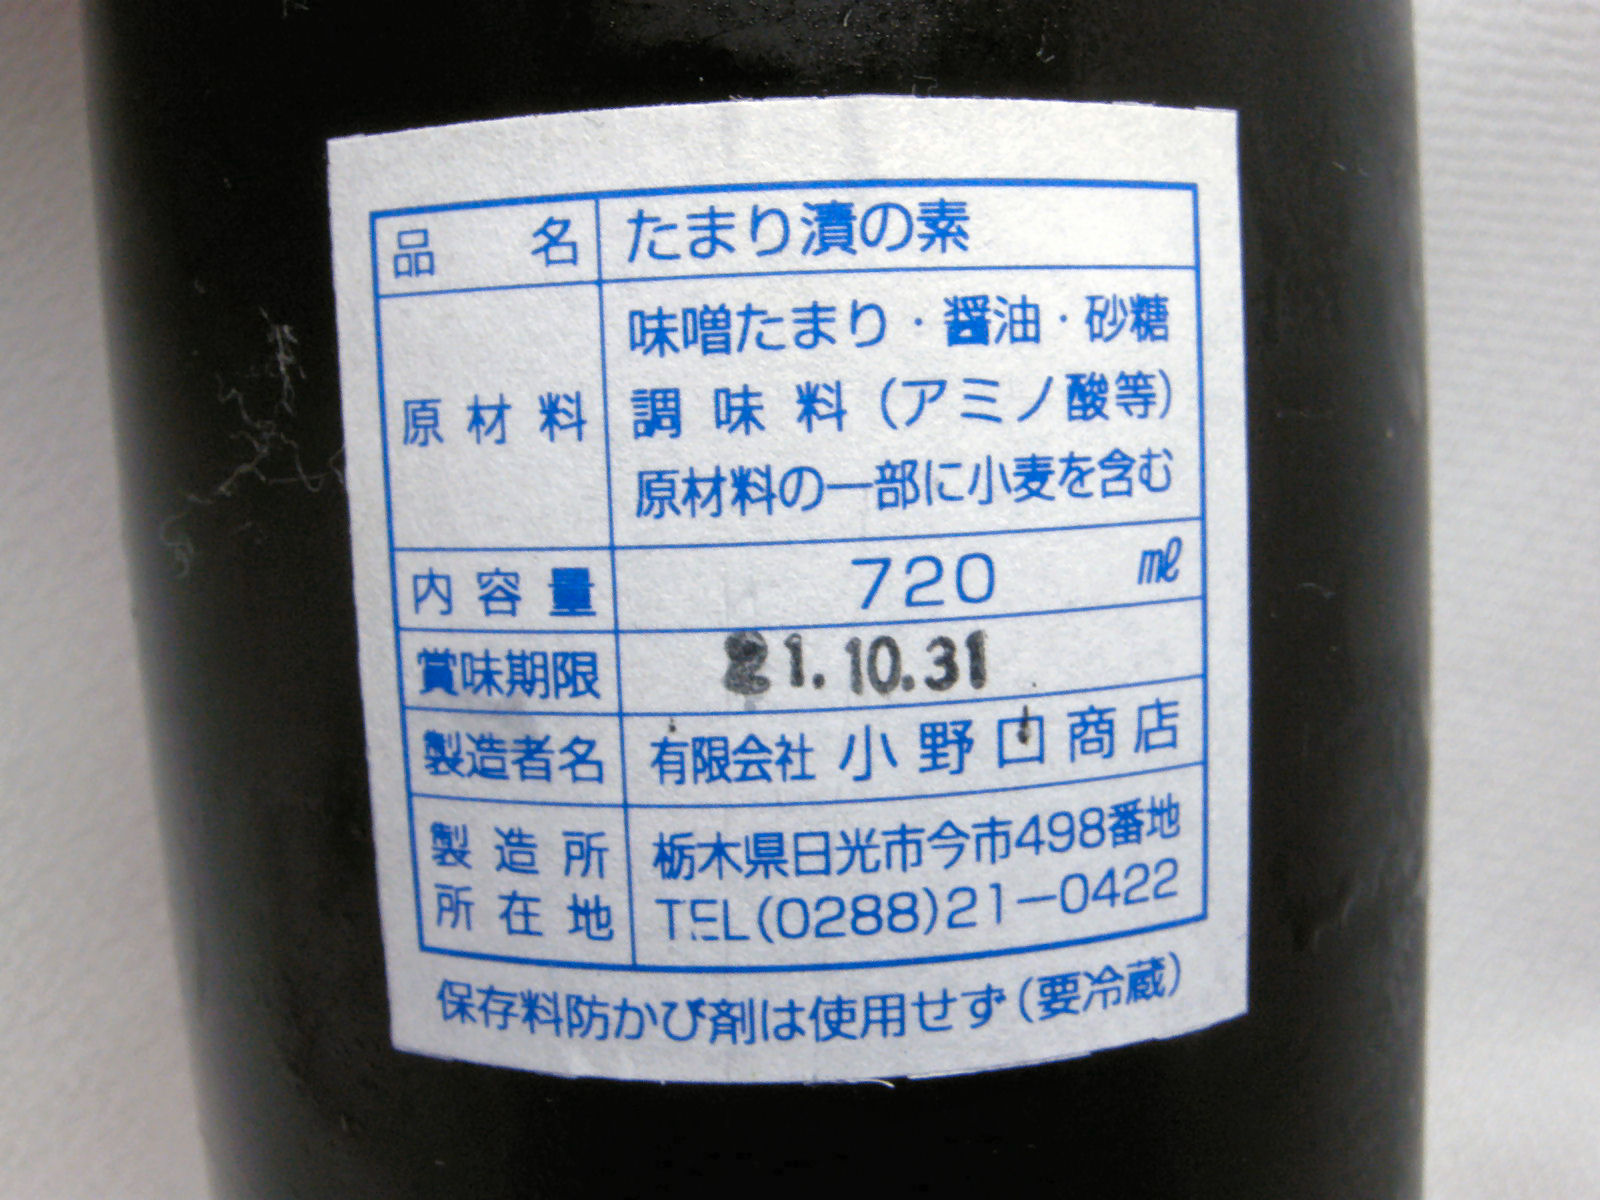 品名 たまり漬の素
原材料 味噌たまり・醤油・砂糖
調味料（アミノ酸等）
原材料の一部に小麦を含む
内容量 720 ㎖
賞味期限 21.10.31
製造者名 有限会社 小野口商店
製造所 栃木県日光市今市498番地
所在地 TEL(0288)21－0422
保存料防かび剤は使用せず（要冷蔵）